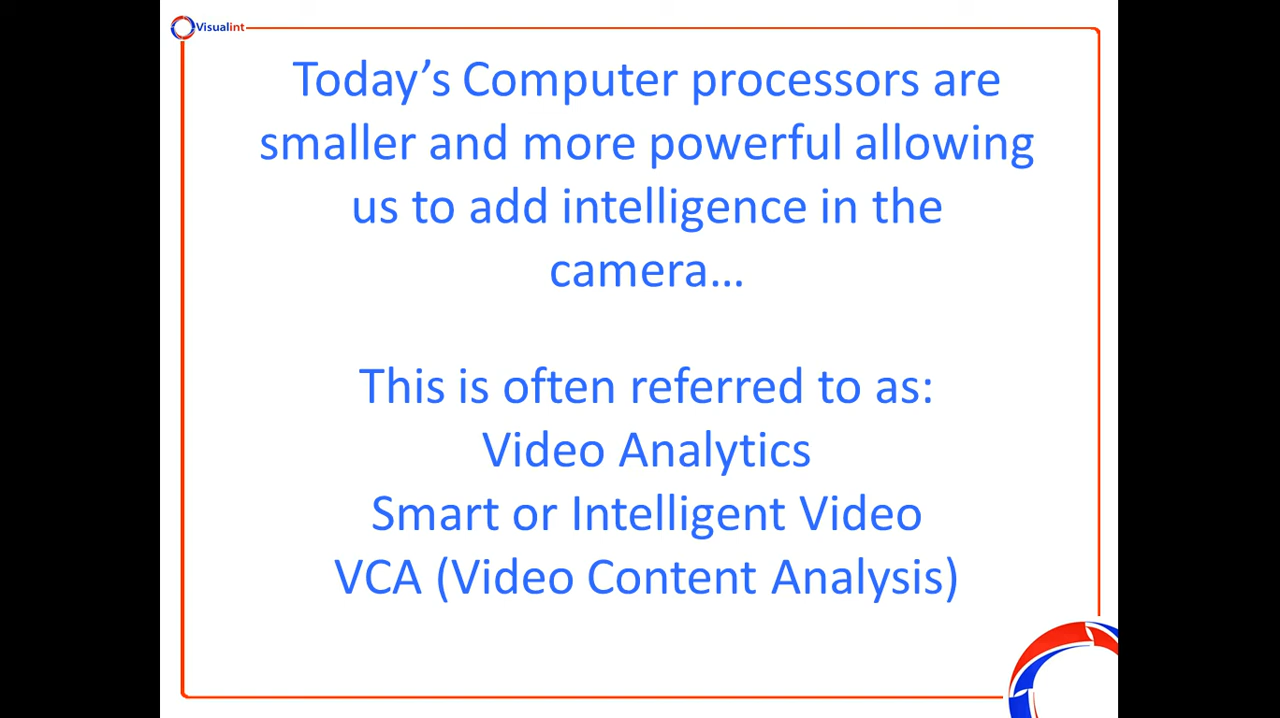 Visualint
Today's Computer processors are
smaller and more powerful allowing
us to add intelligence in the
camera…
This is often referred to as:
Video Analytics
Smart or Intelligent Video
VCA (Video Content Analysis)